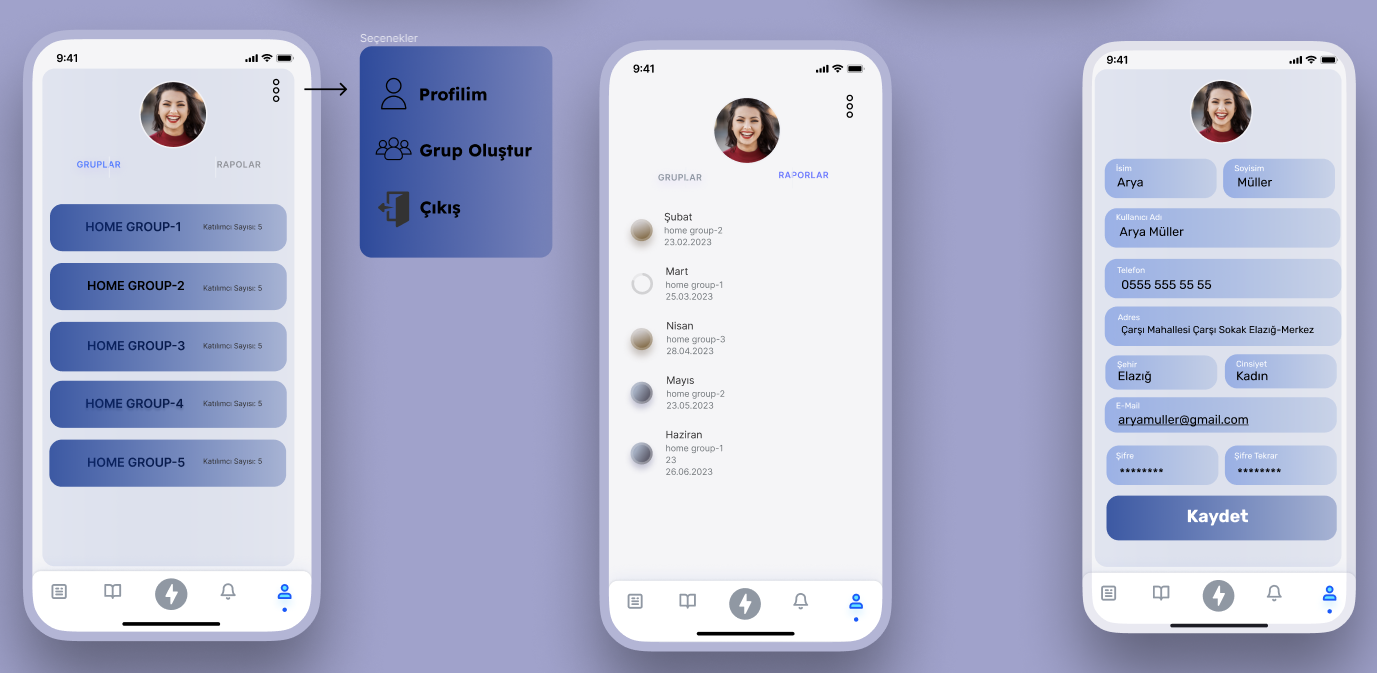 9:41
GRUPLAR
RAPOLAR
HOME GROUP-1
Katılımcı Sayısı: 5
HOME GROUP-2
Katılımcı Sayısı: 5
HOME GROUP-3
Katılımcı Sayısı: 5
HOME GROUP-4
Katılımcı Sayısı: 5
HOME GROUP-5
Katılımcı Sayısı: 5
Seçenekler
Profilim
Grup Oluştur
Çıkış
9:41
GRUPLAR
RAPORLAR
Şubat
home group-2
23.02.2023
Mart
home group-1
25.03.2023
Nisan
home group-3
28.04.2023
Mayıs
home group-2
23.05.2023
Haziran
home group-1
23
26.06.2023
9:41
İsim
Arya
Soyisim
Müller
Kullanıcı Adı
Arya Müller
Telefon
0555 555 55 55
Adres
Çarşı Mahallesi Çarşı Sokak Elazığ-Merkez
Şehir
Elazığ
Cinsiyet
Kadın
E-Mail
aryamuller@gmail.com
Şifre
********
Şifre Tekrar
********
Kaydet